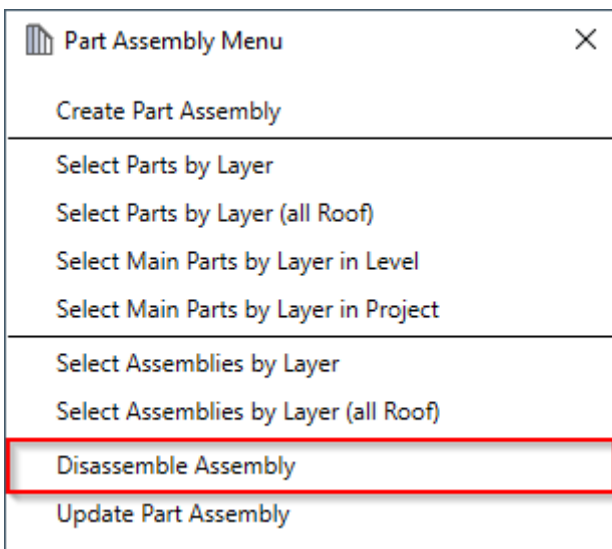 Part Assembly Menu
Create Part Assembly
Select Parts by Layer
Select Parts by Layer (all Roof)
Select Main Parts by Layer in Level
Select Main Parts by Layer in Project
Select Assemblies by Layer
Select Assemblies by Layer (all Roof)
Disassemble Assembly
Update Part Assembly